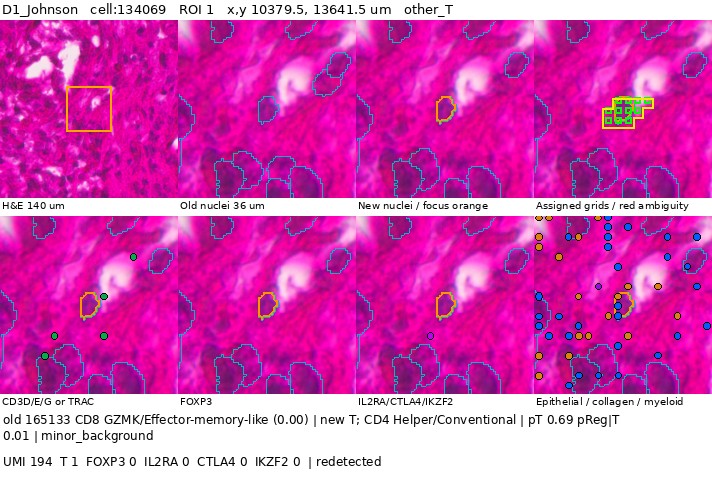 D1_Johnson cell:134069 ROI 1 x,y 10379.5, 13641.5 um other_T
H&E 140 um
Old nuclei 36 um
New nuclei / focus orange
Assigned grids / red ambiguity
CD3D/E/G or TRAC
FOXP3
IL2RA/CTLA4/IKZF2
Epithelial / collagen / myeloid
old 165133 CD8 GZMK/Effector-memory-like (0.00) | new T; CD4 Helper/Conventional | pT 0.69 pReg|T
0.01 | minor_background
UMI 194 T 1 FOXP3 0 IL2RA 0 CTLA4 0 IKZF2 0 | redetected